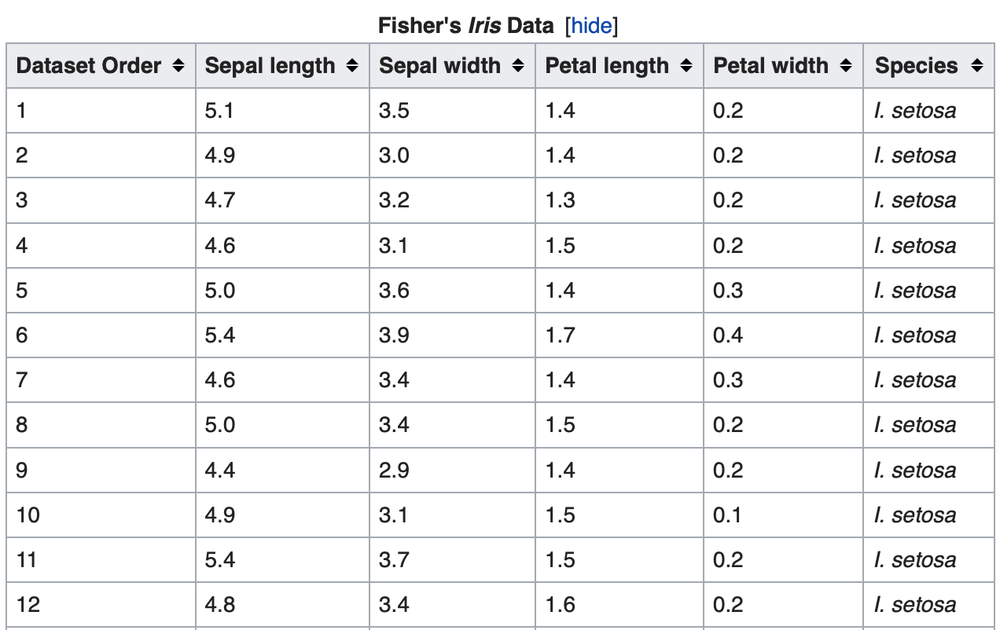 Fisher's Iris Data [hide]
Dataset Order Sepal length Sepal width Petal length Petal width Species
1 5.1 3.5 1.4 0.2 I. setosa
2 4.9 3.0 1.4 0.2 I. setosa
3 4.7 3.2 1.3 0.2 I. setosa
4 4.6 3.1 1.5 0.2 I. setosa
5 5.0 3.6 1.4 0.3 I. setosa
6 5.4 3.9 1.7 0.4 I. setosa
7 4.6 3.4 1.4 0.3 I. setosa
8 5.0 3.4 1.5 0.2 I. setosa
9 4.4 2.9 1.4 0.2 I. setosa
10 4.9 3.1 1.5 0.1 I. setosa
11 5.4 3.7 1.5 0.2 I. setosa
12 4.8 3.4 1.6 0.2 I. setosa